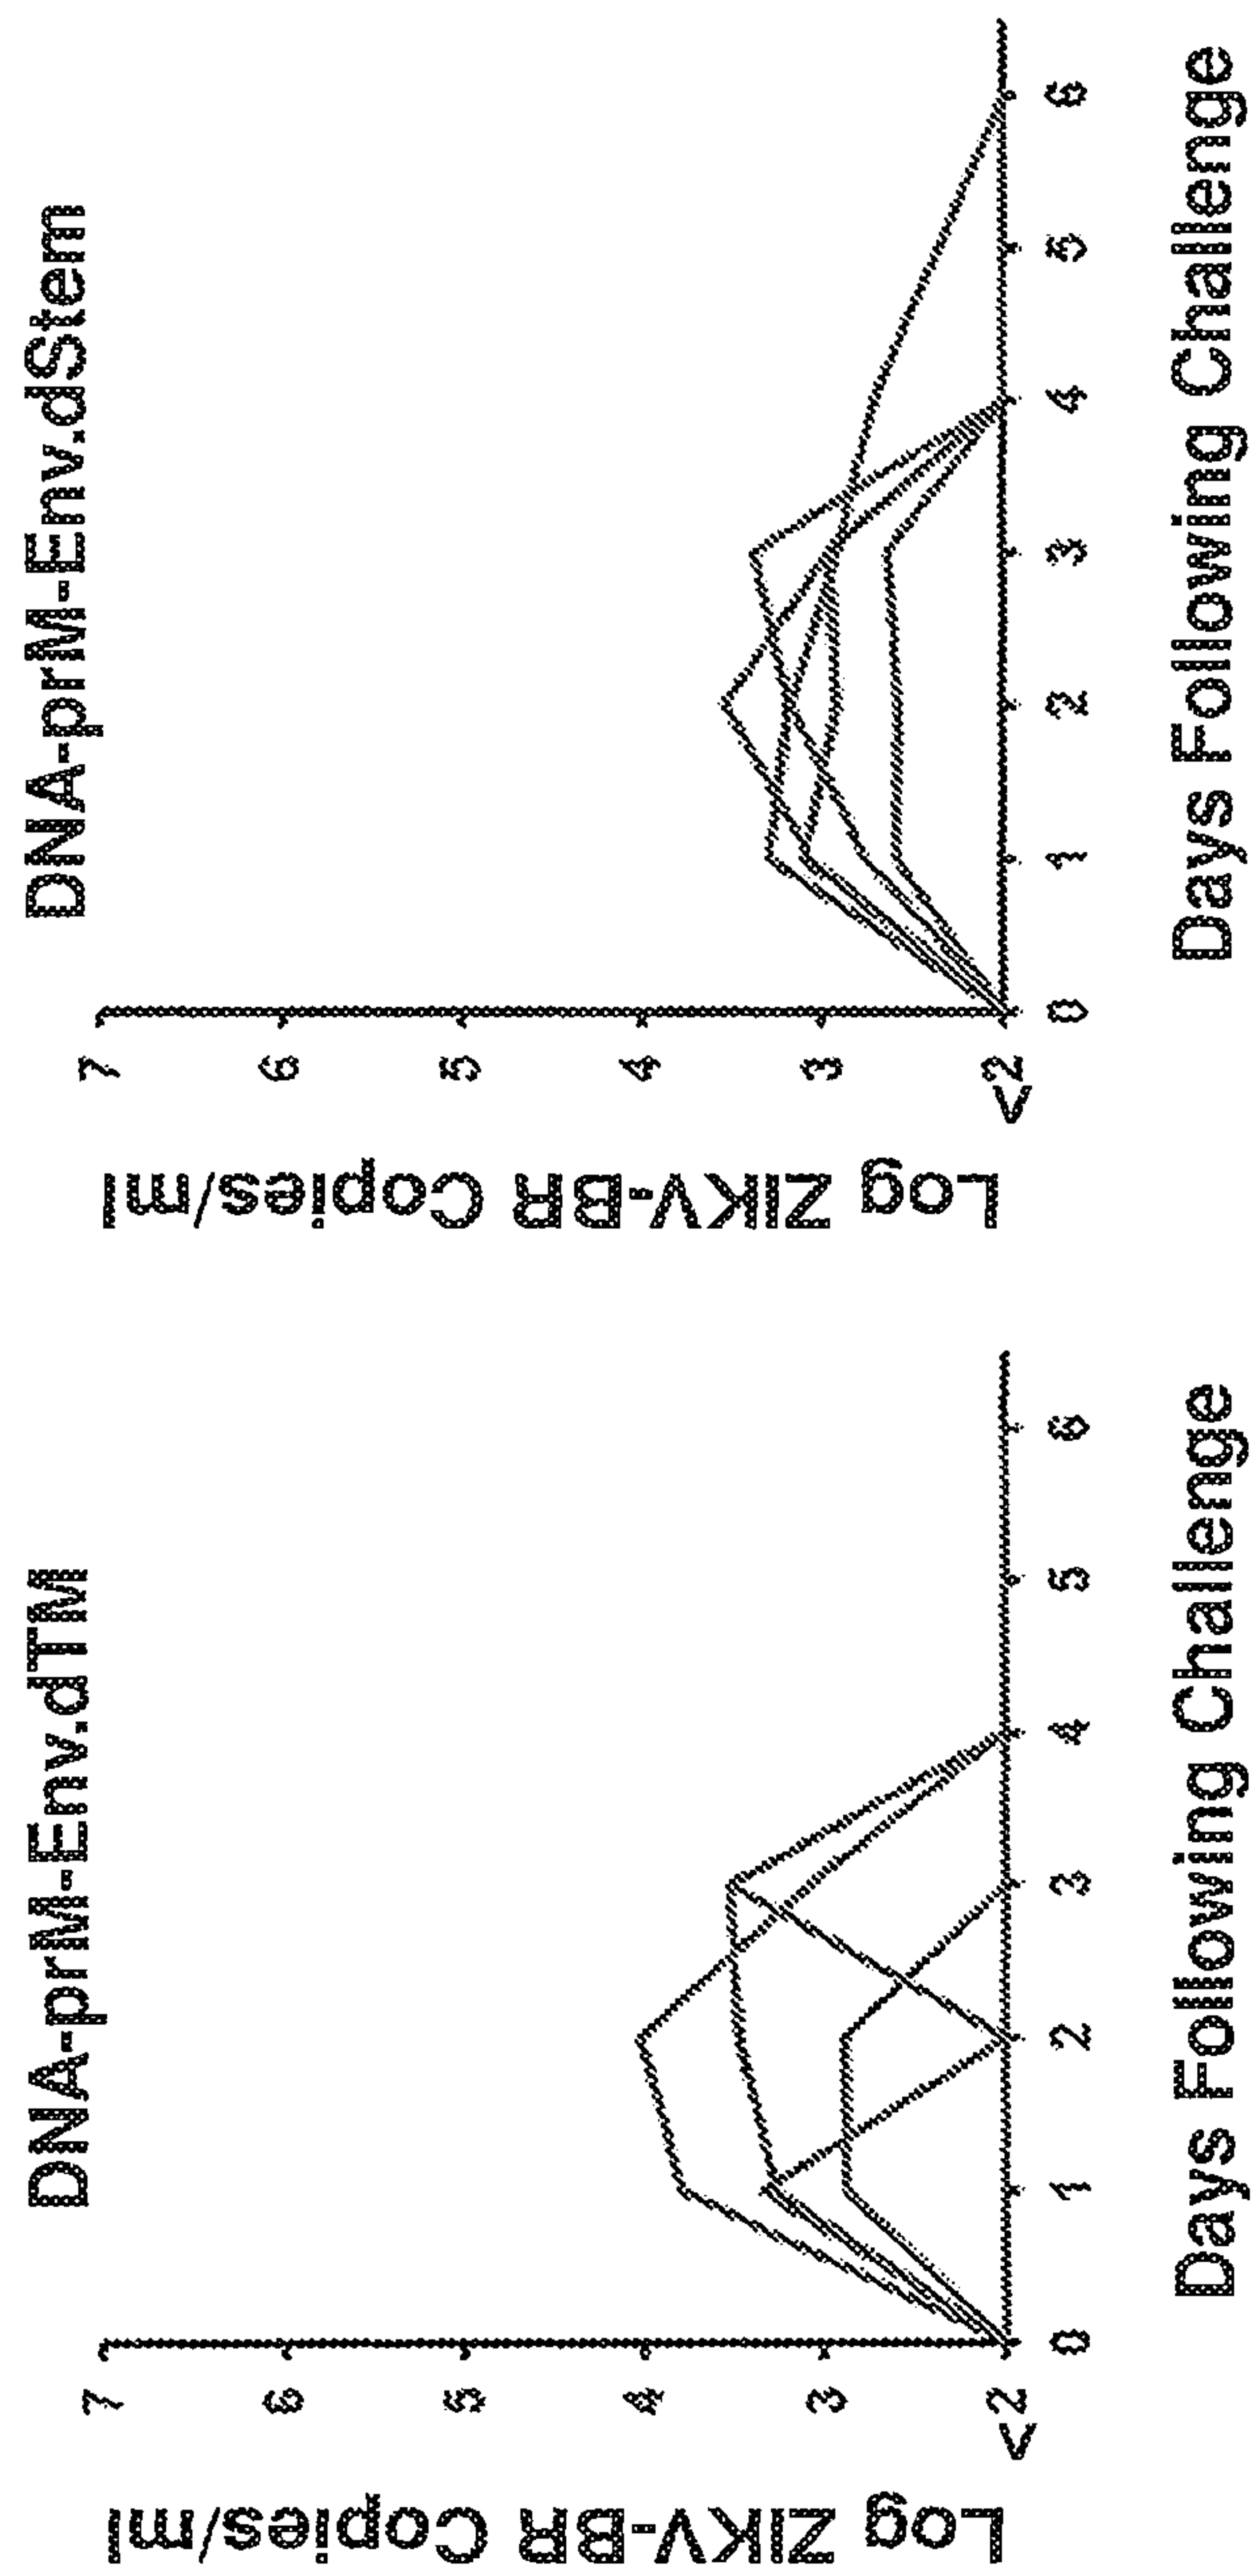 DNA-prM-Env.dTM
Log ZIKV-BR Copies/ml
7
6
5
4
3
<2
0 1 2 3 4 5 6
Days Following Challenge
DNA-prM-Env.dStem
Log ZIKV-BR Copies/ml
7
6
5
4
3
<2
0 1 2 3 4 5 6
Days Following Challenge